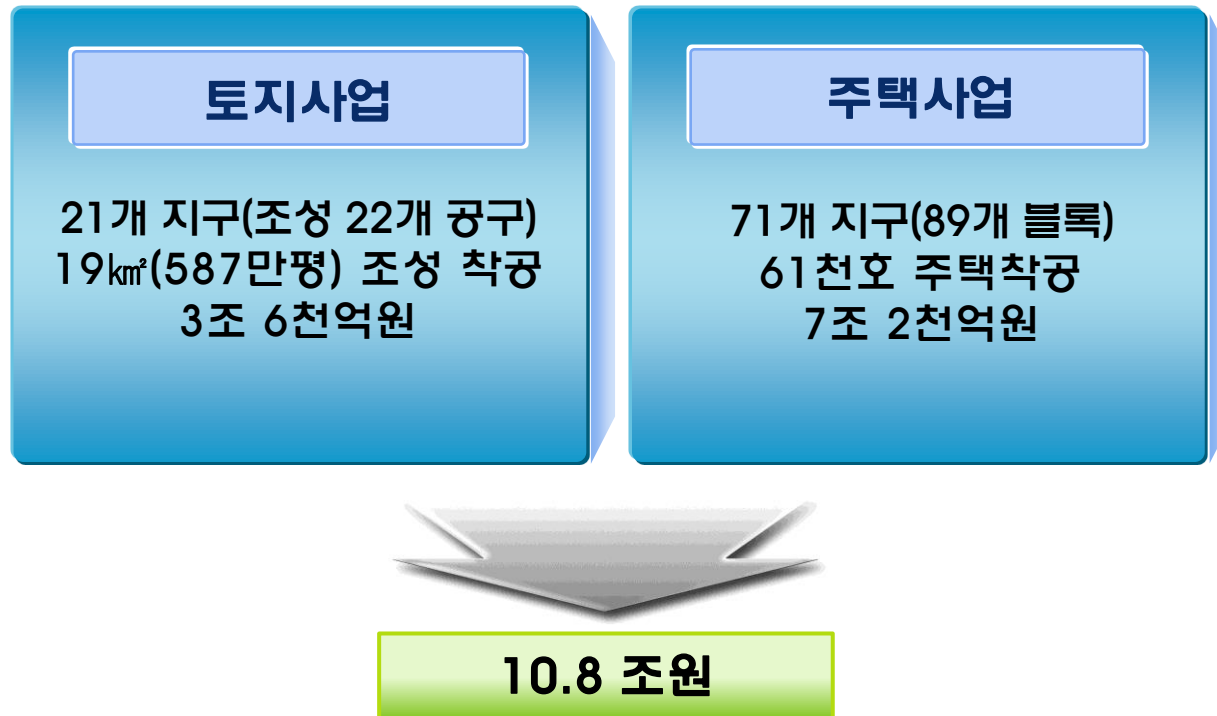 토지사업
21개 지구(조성 22개 공구)
19㎢(587만평) 조성 착공
3조 6천억원
주택사업
71개 지구(89개 블록)
61천호 주택착공
7조 2천억원
10.8 조원